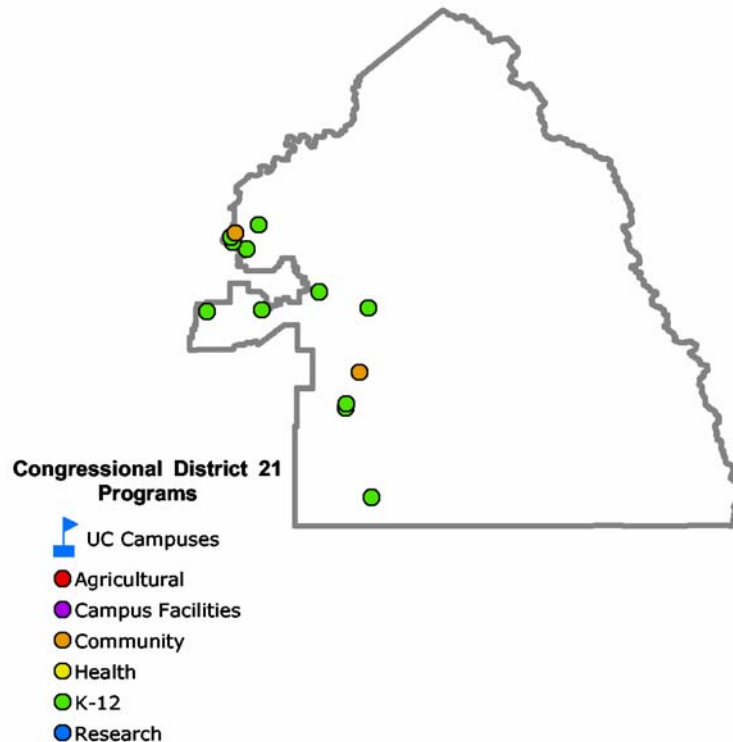 Congressional District 21
Programs
UC Campuses
Agricultural
Campus Facilities
Community
Health
K-12
Research